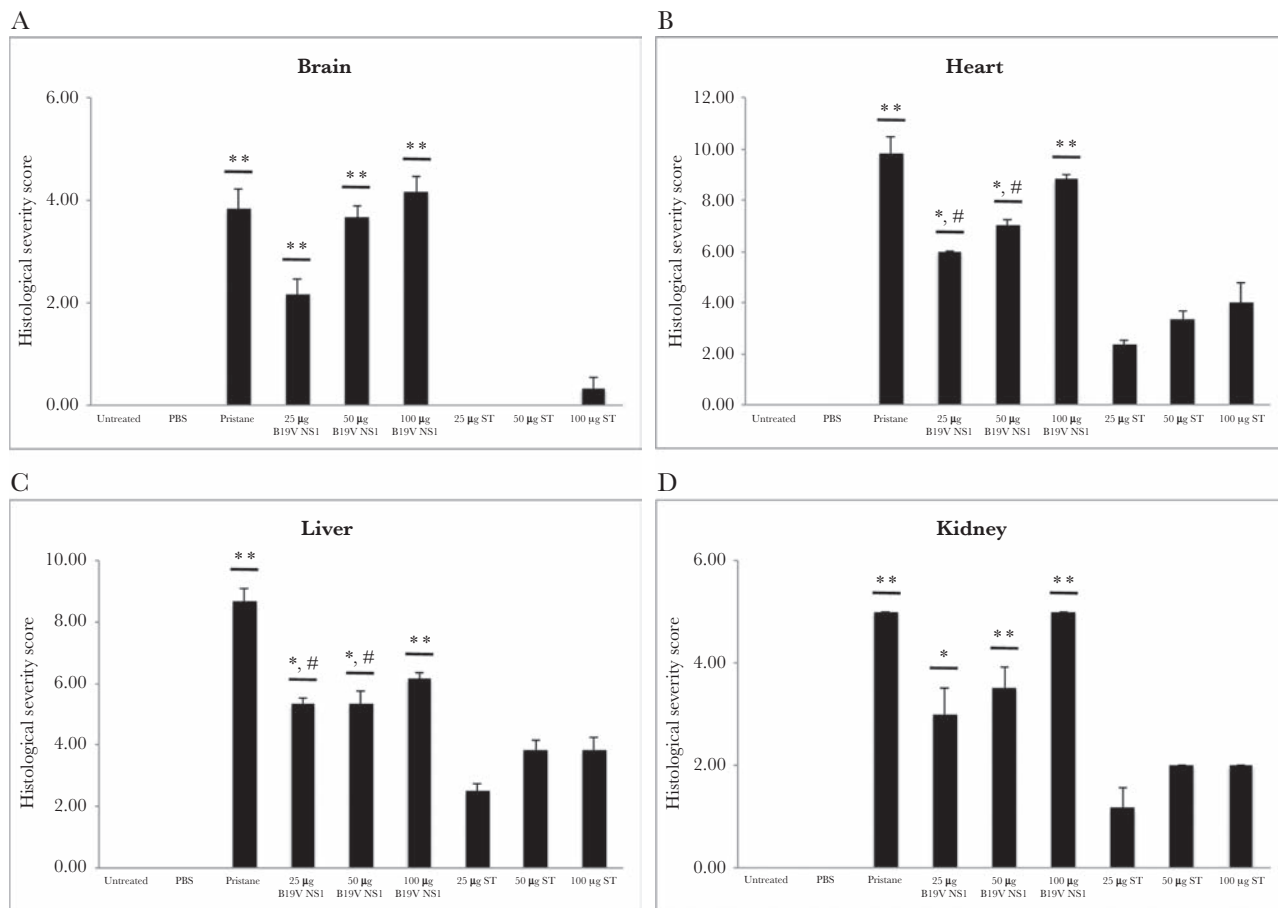 A
Brain
Histological severity score
6.00
4.00
2.00
0.00
**
**
**
**
Untreated
PBS
Pristane
25 µg
B19V NS1
50 µg
B19V NS1
100 µg
B19V NS1
25 µg ST
50 µg ST
100 µg ST
B
Heart
Histological severity score
12.00
10.00
8.00
6.00
4.00
2.00
0.00
**
*, #
*, #
**
Untreated
PBS
Pristane
25 µg
B19V NS1
50 µg
B19V NS1
100 µg
B19V NS1
25 µg ST
50 µg ST
100 µg ST
C
Liver
Histological severity score
10.00
8.00
6.00
4.00
2.00
0.00
**
*, #
*, #
**
Untreated
PBS
Pristane
25 µg
B19V NS1
50 µg
B19V NS1
100 µg
B19V NS1
25 µg ST
50 µg ST
100 µg ST
D
Kidney
Histological severity score
6.00
4.00
2.00
0.00
**
*
**
**
Untreated
PBS
Pristane
25 µg
B19V NS1
50 µg
B19V NS1
100 µg
B19V NS1
25 µg ST
50 µg ST
100 µg ST